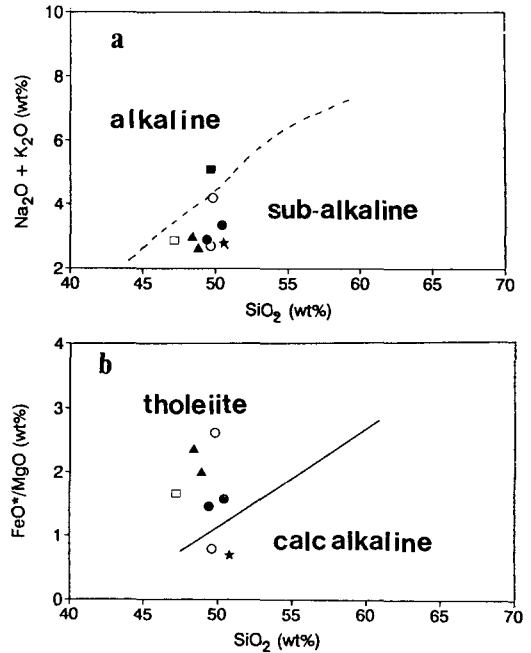 a
10
8
6
4
2
Na2O + K2O (wt%)
alkaline
sub-alkaline
40 45 50 55 60 65 70
SiO2 (wt%)
b
4
3
2
1
0
FeO*/MgO (wt%)
tholeiite
calc alkaline
40 45 50 55 60 65 70
SiO2 (wt%)